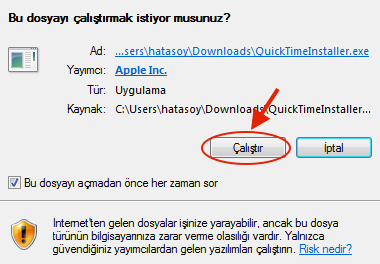 Bu dosyayı çalıştırmak istiyor musunuz?
Ad: ...sers\hatasoy\Downloads\QuickTimeInstaller.exe
Yayımcı: Apple Inc.
Tür: Uygulama
Kaynak: C:\Users\hatasoy\Downloads\QuickTimeInstaller...
Çalıştır İptal
Bu dosyayı açmadan önce her zaman sor
Internet'ten gelen dosyalar işinize yarayabilir, ancak bu dosya
türünün bilgisayarınıza zarar verme olasılığı vardır. Yalnızca
güvendiğiniz yayımcılardan gelen yazılımları çalıştırın. Risk nedir?